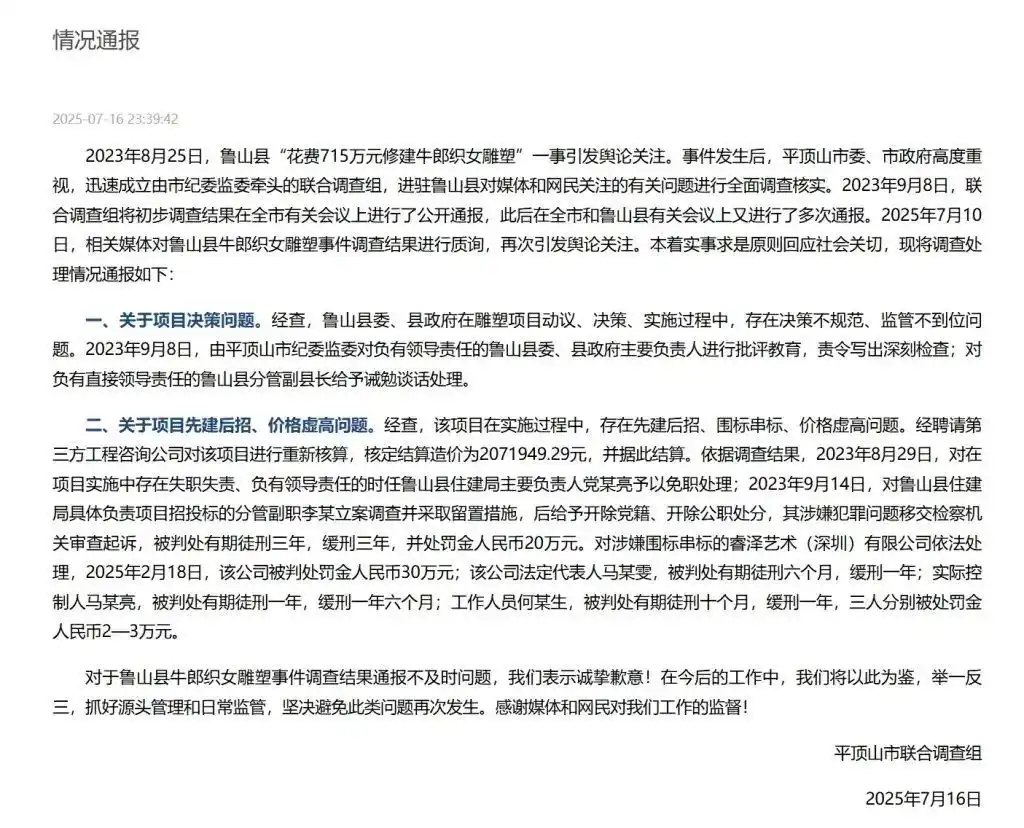 情况通报
2025-07-16 23:39:42
2023年8月25日，鲁山县“花费715万元修建牛郎织女雕塑”一事引发舆论关注。事件发生后，平顶山市委、市政府高度重
视，迅速成立由市纪委监委牵头的联合调查组，进驻鲁山县对媒体和网民关注的有关问题进行全面调查核实。2023年9月8日，联
合调查组将初步调查结果在全市有关会议上进行了公开通报，此后在全市和鲁山县有关会议上又进行了多次通报。2025年7月10
日，相关媒体对鲁山县牛郎织女雕塑事件调查结果进行质询，再次引发舆论关注。本着实事求是原则回应社会关切，现将调查处
理情况通报如下：
一、关于项目决策问题。经查，鲁山县委、县政府在雕塑项目动议、决策、实施过程中，存在决策不规范、监管不到位问
题。2023年9月8日，由平顶山市纪委监委对负有领导责任的鲁山县委、县政府主要负责人进行批评教育，责令写出深刻检查；对
负有直接领导责任的鲁山县分管副县长给予诫勉谈话处理。
二、关于项目先建后招、价格虚高问题。经查，该项目在实施过程中，存在先建后招、围标串标、价格虚高问题。经聘请第
三方工程咨询公司对该项目进行重新核算，核定结算造价为2071949.29元，并据此结算。依据调查结果，2023年8月29日，对在
项目实施中存在失职失责、负有领导责任的时任鲁山县住建局主要负责人党某亮予以免职处理；2023年9月14日，对鲁山县住建
局具体负责项目招投标的分管副职李某立案调查并采取留置措施，后给予开除党籍、开除公职处分，其涉嫌犯罪问题移交检察机
关审查起诉，被判处有期徒刑三年，缓刑三年，并处罚金人民币20万元。对涉嫌围标串标的睿泽艺术（深圳）有限公司依法处
理，2025年2月18日，该公司被判处罚金人民币30万元；该公司法定代表人马某雯，被判处有期徒刑六个月，缓刑一年；实际控
制人马某亮，被判处有期徒刑一年，缓刑一年六个月；工作人员何某生，被判处有期徒刑十个月，缓刑一年，三人分别被处罚金
人民币2—3万元。
对于鲁山县牛郎织女雕塑事件调查结果通报不及时问题，我们表示诚挚歉意！在今后的工作中，我们将以此为鉴，举一反
三，抓好源头管理和日常监管，坚决避免此类问题再次发生。感谢媒体和网民对我们工作的监督！
平顶山市联合调查组
2025年7月16日